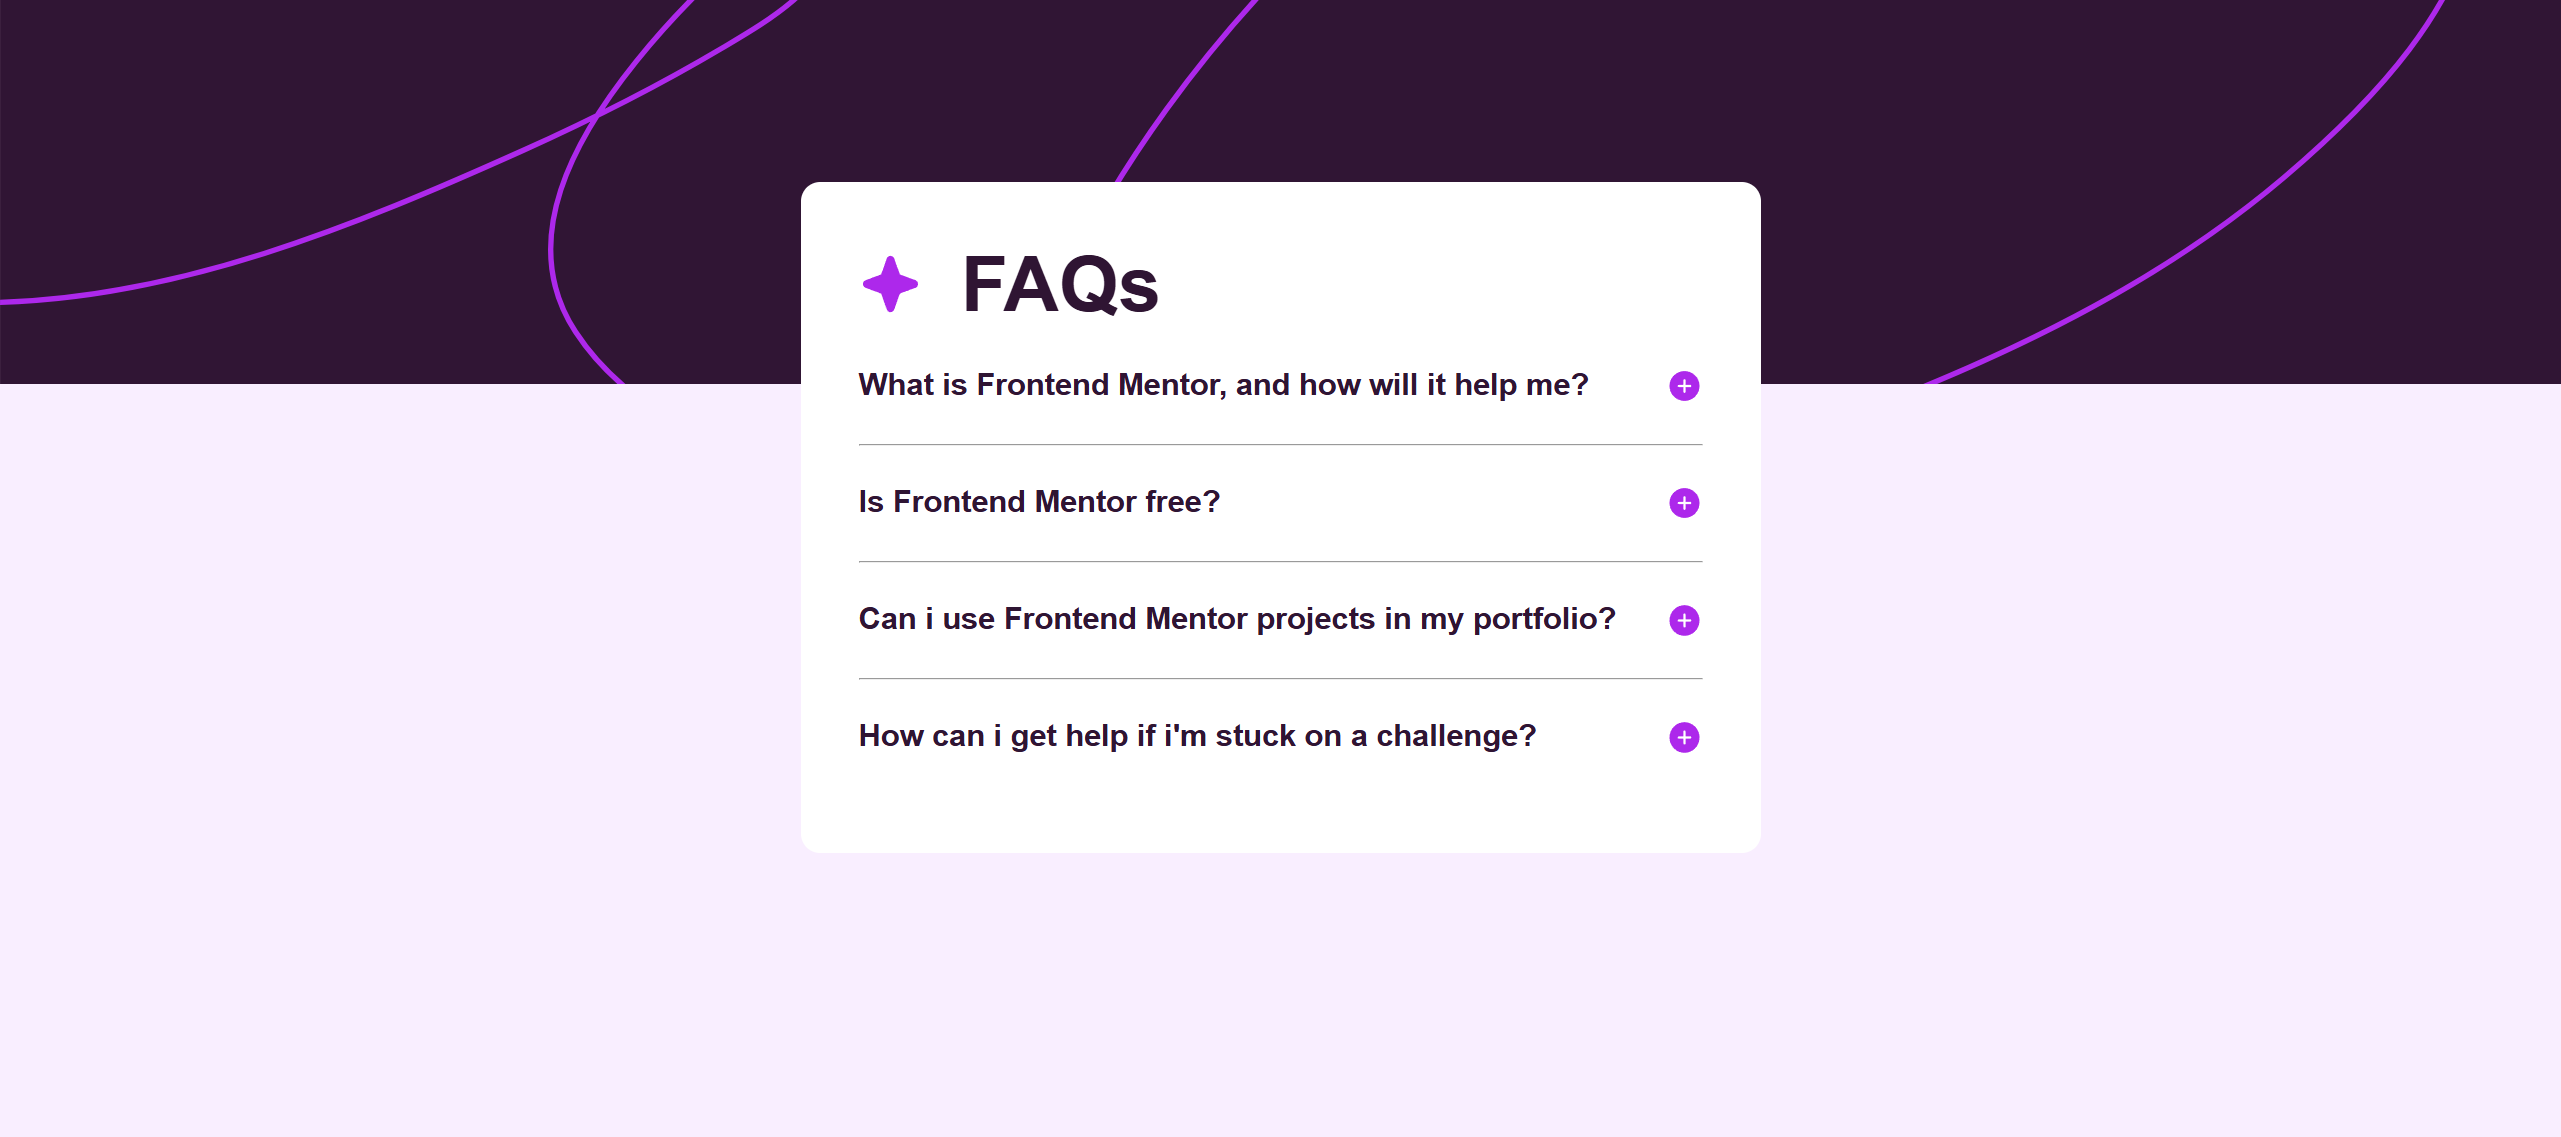 FAQs
What is Frontend Mentor, and how will it help me?
Is Frontend Mentor free?
Can i use Frontend Mentor projects in my portfolio?
How can i get help if i'm stuck on a challenge?